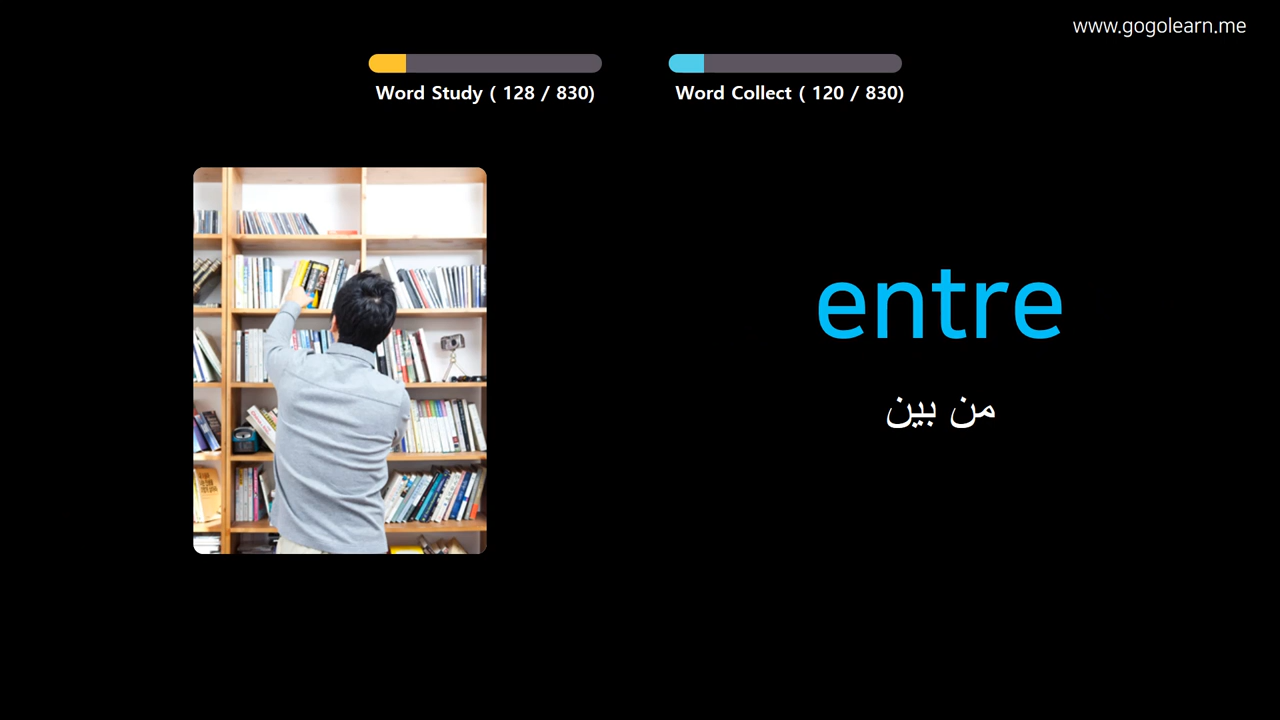 www.gogolearn.me
Word Study ( 128 / 830)
Word Collect ( 120 / 830)
entre
من بين